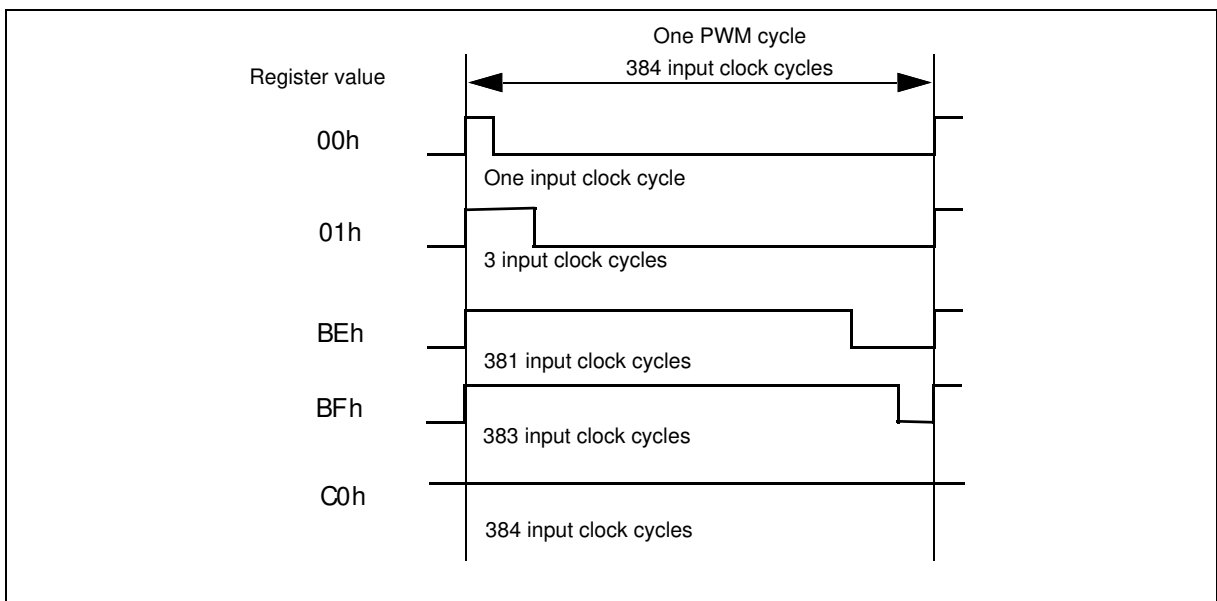 One PWM cycle
384 input clock cycles
Register value
00h
One input clock cycle
01h
3 input clock cycles
BEh
381 input clock cycles
BFh
383 input clock cycles
C0h
384 input clock cycles